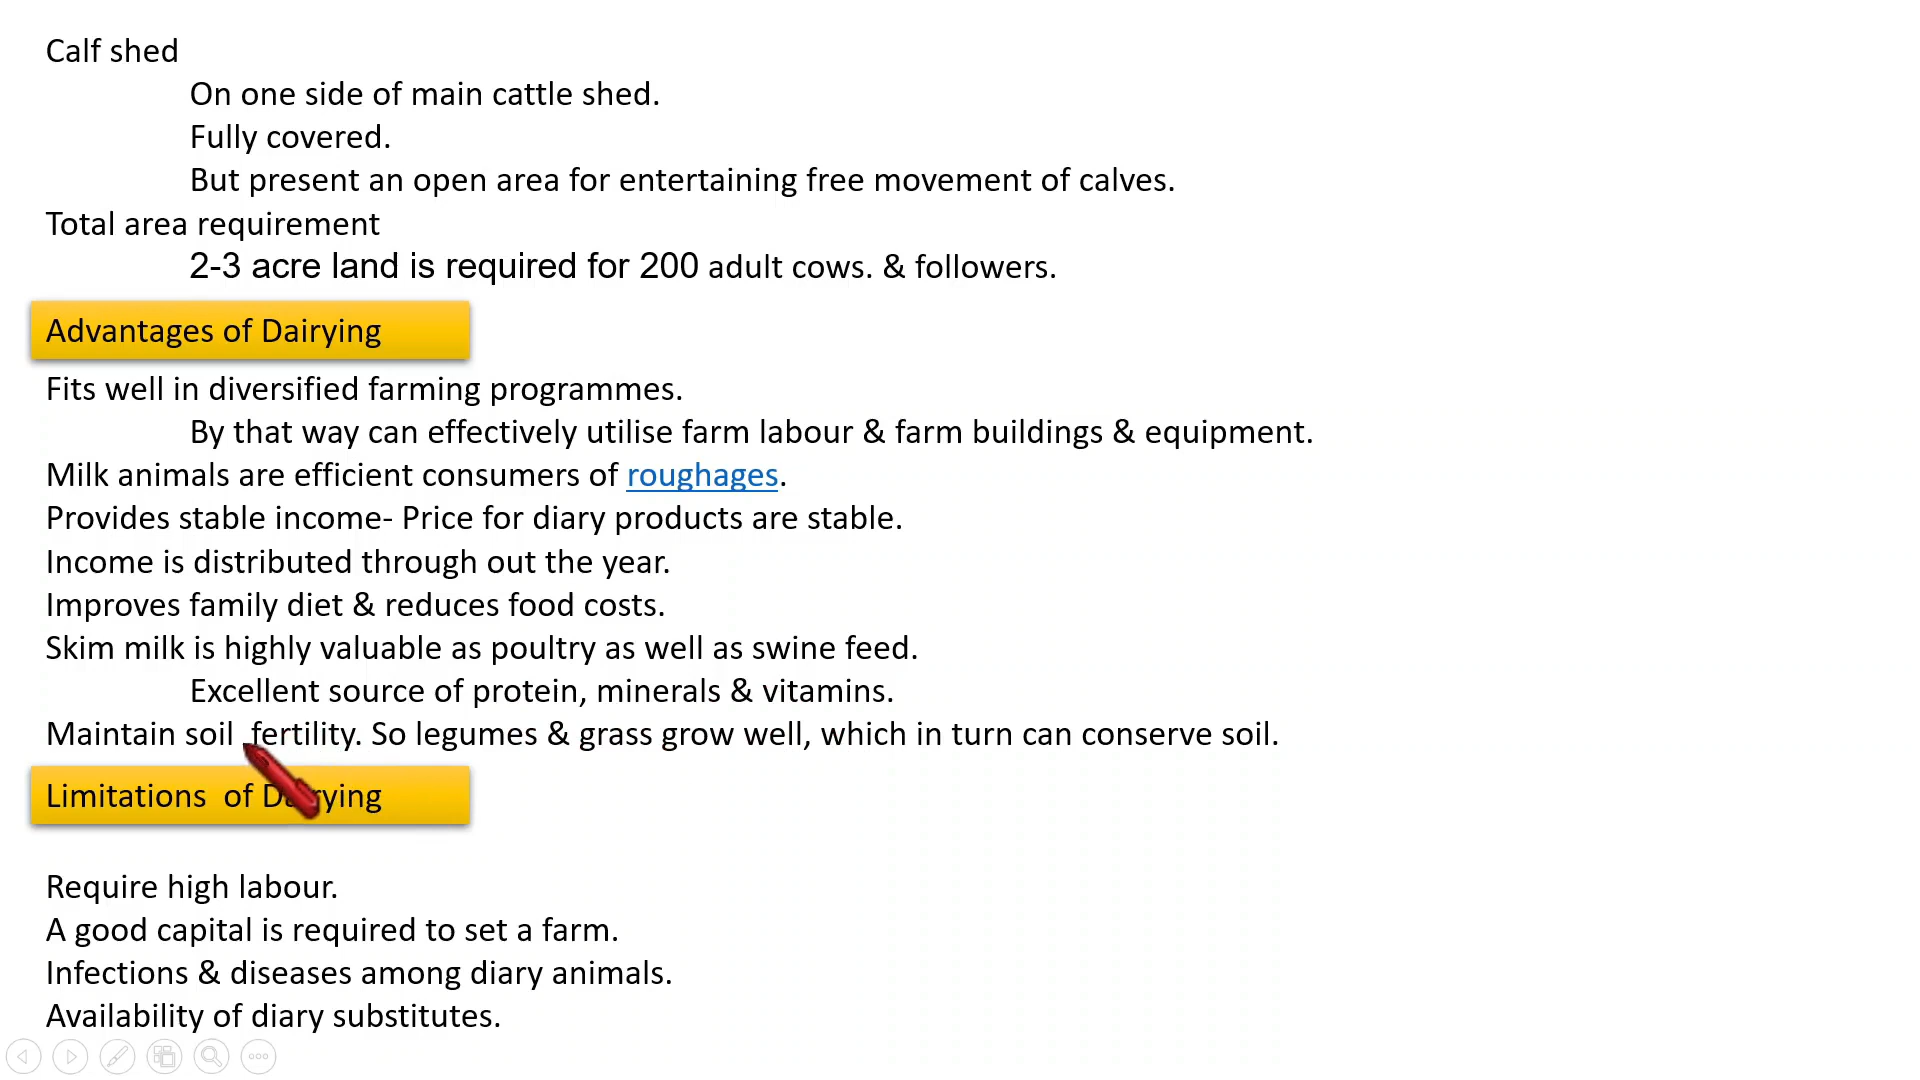 Calf shed
On one side of main cattle shed.
Fully covered.
But present an open area for entertaining free movement of calves.
Total area requirement
2-3 acre land is required for 200 adult cows. & followers.
Advantages of Dairying
Fits well in diversified farming programmes.
By that way can effectively utilise farm labour & farm buildings & equipment.
Milk animals are efficient consumers of roughages.
Provides stable income- Price for diary products are stable.
Income is distributed through out the year.
Improves family diet & reduces food costs.
Skim milk is highly valuable as poultry as well as swine feed.
Excellent source of protein, minerals & vitamins.
Maintain soil  fertility. So legumes & grass grow well, which in turn can conserve soil.
Limitations  of Dairying
Require high labour.
A good capital is required to set a farm.
Infections & diseases among diary animals.
Availability of diary substitutes.